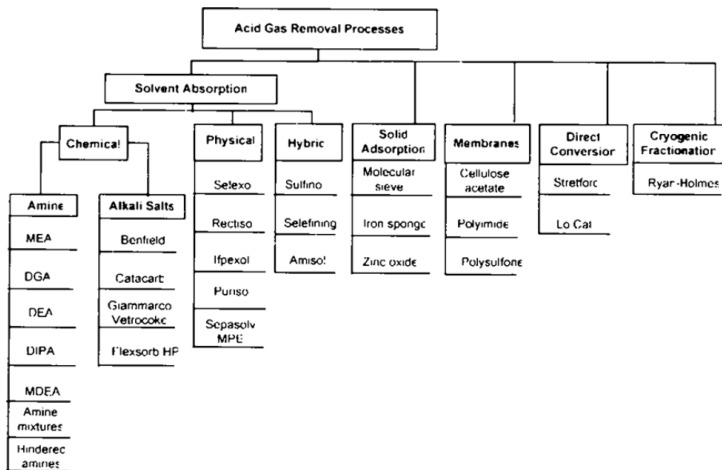 Acid Gas Removal Processes
Solvent Absorption
Chemical
Physical
Hybric
Solid
Adsorption
Membranes
Direct
Conversion
Cryogenic
Fractionation
Amine
MEA
DGA
DEA
DIPA
MDEA
Amine
mixtures
Hinderec
amines
Alkali Salts
Benfield
Catacart
Giammarco
Vetrocoke
Flexsorb HP
Selexo
Rectiso
Ifpexol
Puriso
Sepasolv
MPE
Sulfino
Selefining
Amisol
Molecular
sieve
Iron sponge
Zinc oxide
Cellulose
acetate
Polyimide
Polysulfone
Stretforc
Lo Cat
Ryan-Holmes